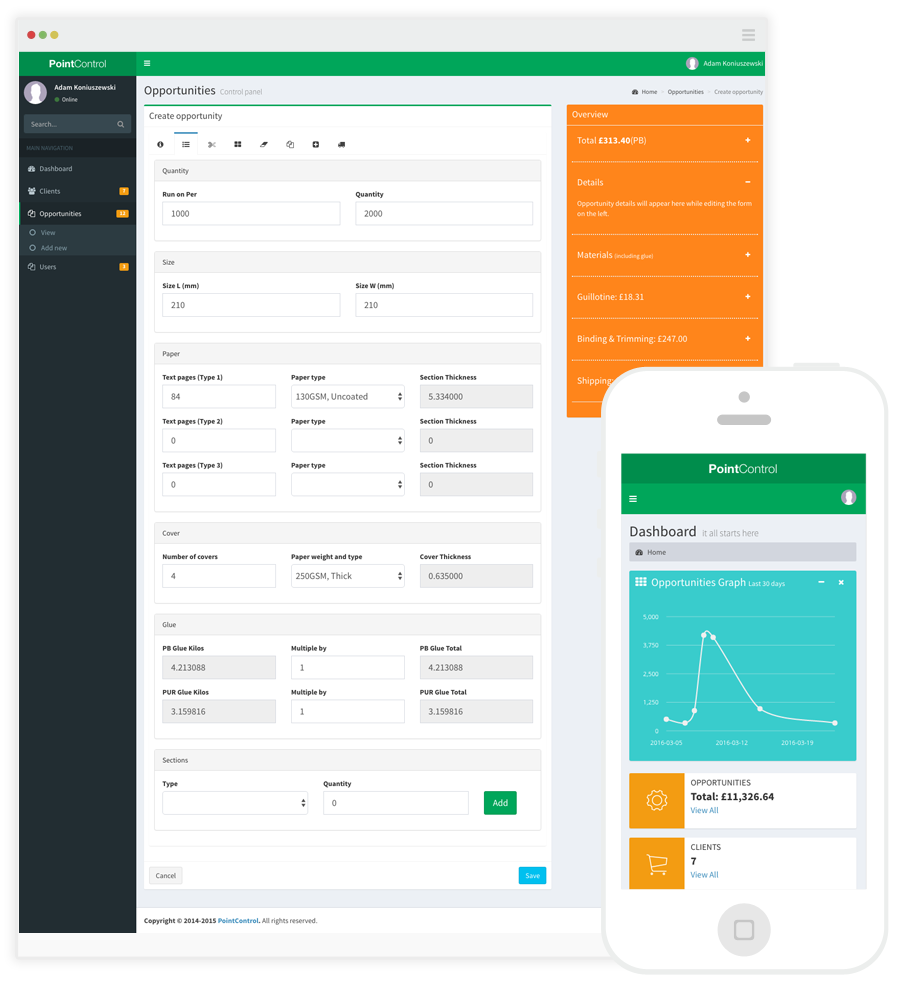 PointControl
Adam Koniuszewski
Adam Koniuszewski
Online
Search...
MAIN NAVIGATION
Dashboard
Clients 7
Opportunities 23
View
Add new
Users 3
Opportunities Control panel
Home > Opportunities > Create opportunity
Create opportunity
Quantity
Run on Per Quantity
1000 2000
Size
Size L (mm) Size W (mm)
210 210
Paper
Text pages (Type 1) Paper type Section Thickness
84 130GSM, Uncoated 5.334000
Text pages (Type 2) Paper type Section Thickness
0 0
Text pages (Type 3) Paper type Section Thickness
0 0
Cover
Number of covers Paper weight and type Cover Thickness
4 250GSM, Thick 0.635000
Glue
PB Glue Kilos Multiple by PB Glue Total
4.213088 1 4.213088
PUR Glue Kilos Multiple by PUR Glue Total
3.159816 1 3.159816
Sections
Type Quantity
0 Add
Cancel Save
Copyright © 2014-2015 PointControl. All rights reserved.
Overview
Total £313.40(PB) +
Details −
Opportunity details will appear here while editing the form
on the left.
Materials (including glue) +
Guillotine: £18.31 +
Binding & Trimming: £247.00 +
Shipping:
PointControl
Dashboard it all starts here
Home
Opportunities Graph Last 30 days
5,000
3,750
2,500
1,250
0
2016-03-05 2016-03-12 2016-03-19
OPPORTUNITIES
Total: £11,326.64
View All
CLIENTS
7
View All